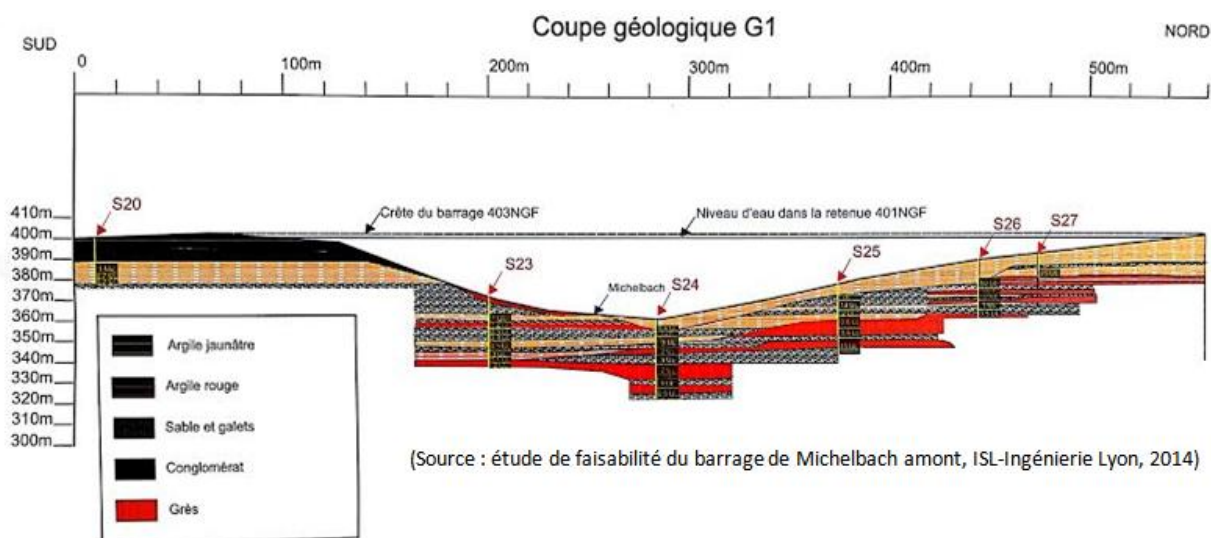 Coupe géologique G1
SUD
NORD
0
100m
200m
300m
400m
500m
410m
400m
390m
380m
370m
360m
350m
340m
330m
320m
310m
300m
S20
Crête du barrage 403NGF
Niveau d'eau dans la retenue 401NGF
S26
S27
S23
S25
Michelbach
S24
Argile jaunâtre
Argile rouge
Sable et galets
Conglomérat
Grès
(Source : étude de faisabilité du barrage de Michelbach amont, ISL-Ingénierie Lyon, 2014)